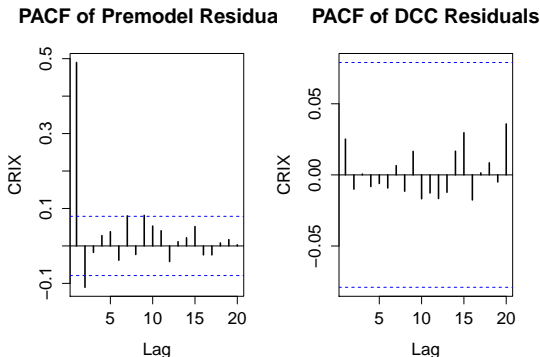 PACF of Premodel Residua
PACF of DCC Residuals
CRIX
0.5
0.3
0.1
−0.1
5 10 15 20
Lag
CRIX
0.05
0.00
−0.05
5 10 15 20
Lag